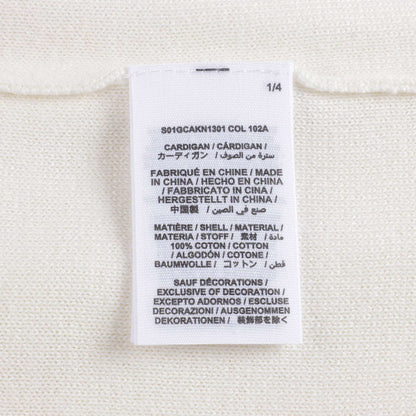 1/4
S01GCAKN1301 COL 102A
CARDIGAN / CÁRDIGAN /
カーディガン / سترة من الصوف /
FABRIQUÉ EN CHINE / MADE
IN CHINA / HECHO EN CHINA
/ FABBRICATO IN CINA /
HERGESTELLT IN CHINA /
中国製 / صنع في الصين /
MATIÈRE / SHELL / MATERIAL /
MATERIA / STOFF / 素材 / مادة /
100% COTON / COTTON
/ ALGODÓN / COTONE /
BAUMWOLLE / コットン / قطن /
SAUF DÉCORATIONS /
EXCLUSIVE OF DECORATION /
EXCEPTO ADORNOS / ESCLUSE
DECORAZIONI / AUSGENOMMEN
DEKORATIONEN / 装飾部を除く /